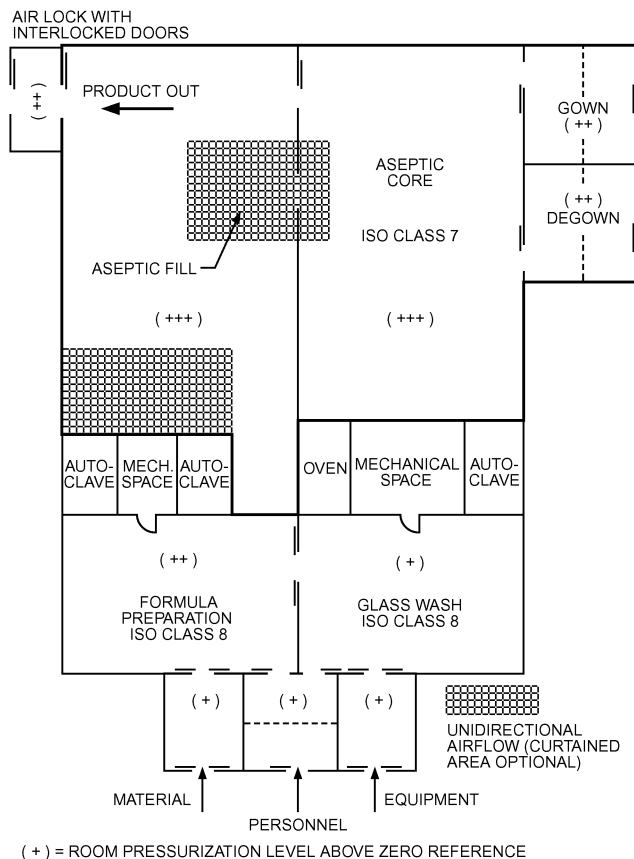 AIR LOCK WITH
INTERLOCKED DOORS
(++)
PRODUCT OUT
GOWN
(++)
ASEPTIC
CORE
(++)
DEGOWN
ISO CLASS 7
ASEPTIC FILL
(+++)
(+++)
AUTO-
CLAVE
MECH.
SPACE
AUTO-
CLAVE
OVEN
MECHANICAL
SPACE
AUTO-
CLAVE
(++)
(+)
FORMULA
PREPARATION
ISO CLASS 8
GLASS WASH
ISO CLASS 8
(+)
(+)
(+)
UNIDIRECTIONAL
AIRFLOW (CURTAINED
AREA OPTIONAL)
MATERIAL
PERSONNEL
EQUIPMENT
(+) = ROOM PRESSURIZATION LEVEL ABOVE ZERO REFERENCE